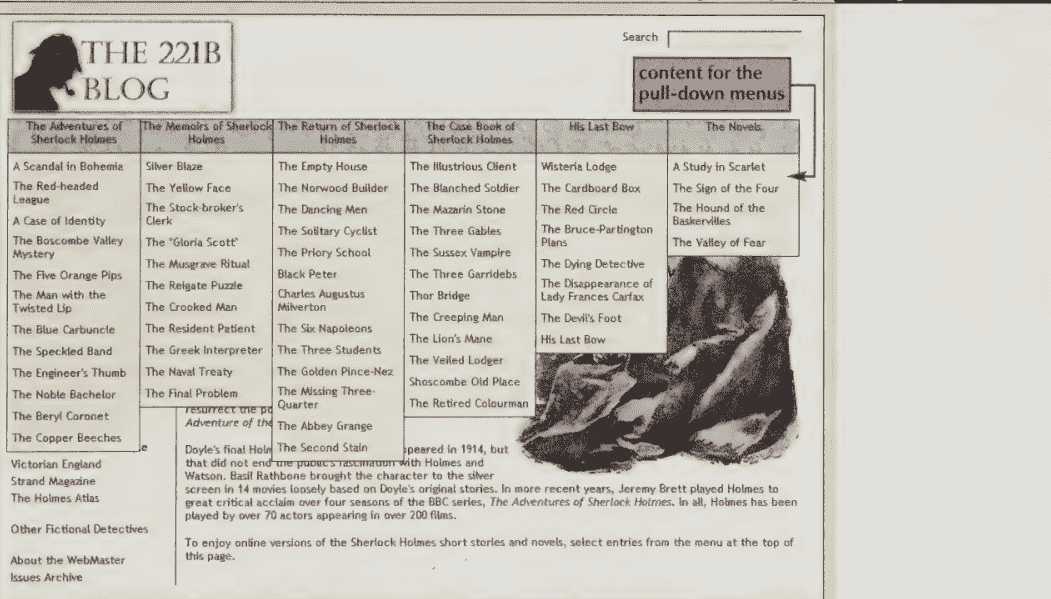 THE 221B
BLOG
Search
content for the
pull-down menus
The Adventures of
Sherlock Holmes
A Scandal in Bohemia
The Red-headed
League
A Case of Identity
The Boscombe Valley
Mystery
The Five Orange Pips
The Man with the
Twisted Lip
The Blue Carbuncle
The Speckled Band
The Engineer's Thumb
The Noble Bachelor
The Beryl Coronet
The Copper Beeches
The Memoirs of Sherlock
Holmes
Silver Blaze
The Yellow Face
The Stock-broker's
Clerk
The "Gloria Scott"
The Musgrave Ritual
The Reigate Puzzle
The Crooked Man
The Resident Patient
The Greek Interpreter
The Naval Treaty
The Final Problem
The Return of Sherlock
Holmes
The Empty House
The Norwood Builder
The Dancing Men
The Solitary Cyclist
The Priory School
Black Peter
Charles Augustus
Milverton
The Six Napoleons
The Three Students
The Golden Pince-Nez
The Missing Three-
Quarter
The Abbey Grange
The Second Stain
The Case Book of
Sherlock Holmes
The Illustrious Client
The Blanched Soldier
The Mazarin Stone
The Three Gables
The Sussex Vampire
The Three Garridebs
Thor Bridge
The Creeping Man
The Lion's Mane
The Veiled Lodger
Shoscombe Old Place
The Retired Colourman
His Last Bow
Wisteria Lodge
The Cardboard Box
The Red Circle
The Bruce-Partington
Plans
The Dying Detective
The Disappearance of
Lady Frances Carfax
The Devil's Foot
His Last Bow
The Novels
A Study in Scarlet
The Sign of the Four
The Hound of the
Baskervilles
The Valley of Fear
Victorian England
Strand Magazine
The Holmes Atlas
Other Fictional Detectives
About the WebMaster
Issues Archive
resurrect the
Adventure of the
Doyle's final peared in 1914, but
that did not end the public's fascination with Holmes and
Watson. Basil Rathbone brought the character to the silver
screen in 14 movies loosely based on Doyle's original stories. In more recent years, Jeremy Brett played Holmes to
great critical acclaim over four seasons of the BBC series, The Adventures of Sherlock Holmes. In all, Holmes has been
played by over 70 actors appearing in over 200 films.
To enjoy online versions of the Sherlock Holmes short stories and novels, select entries from the menu at the top of
this page.